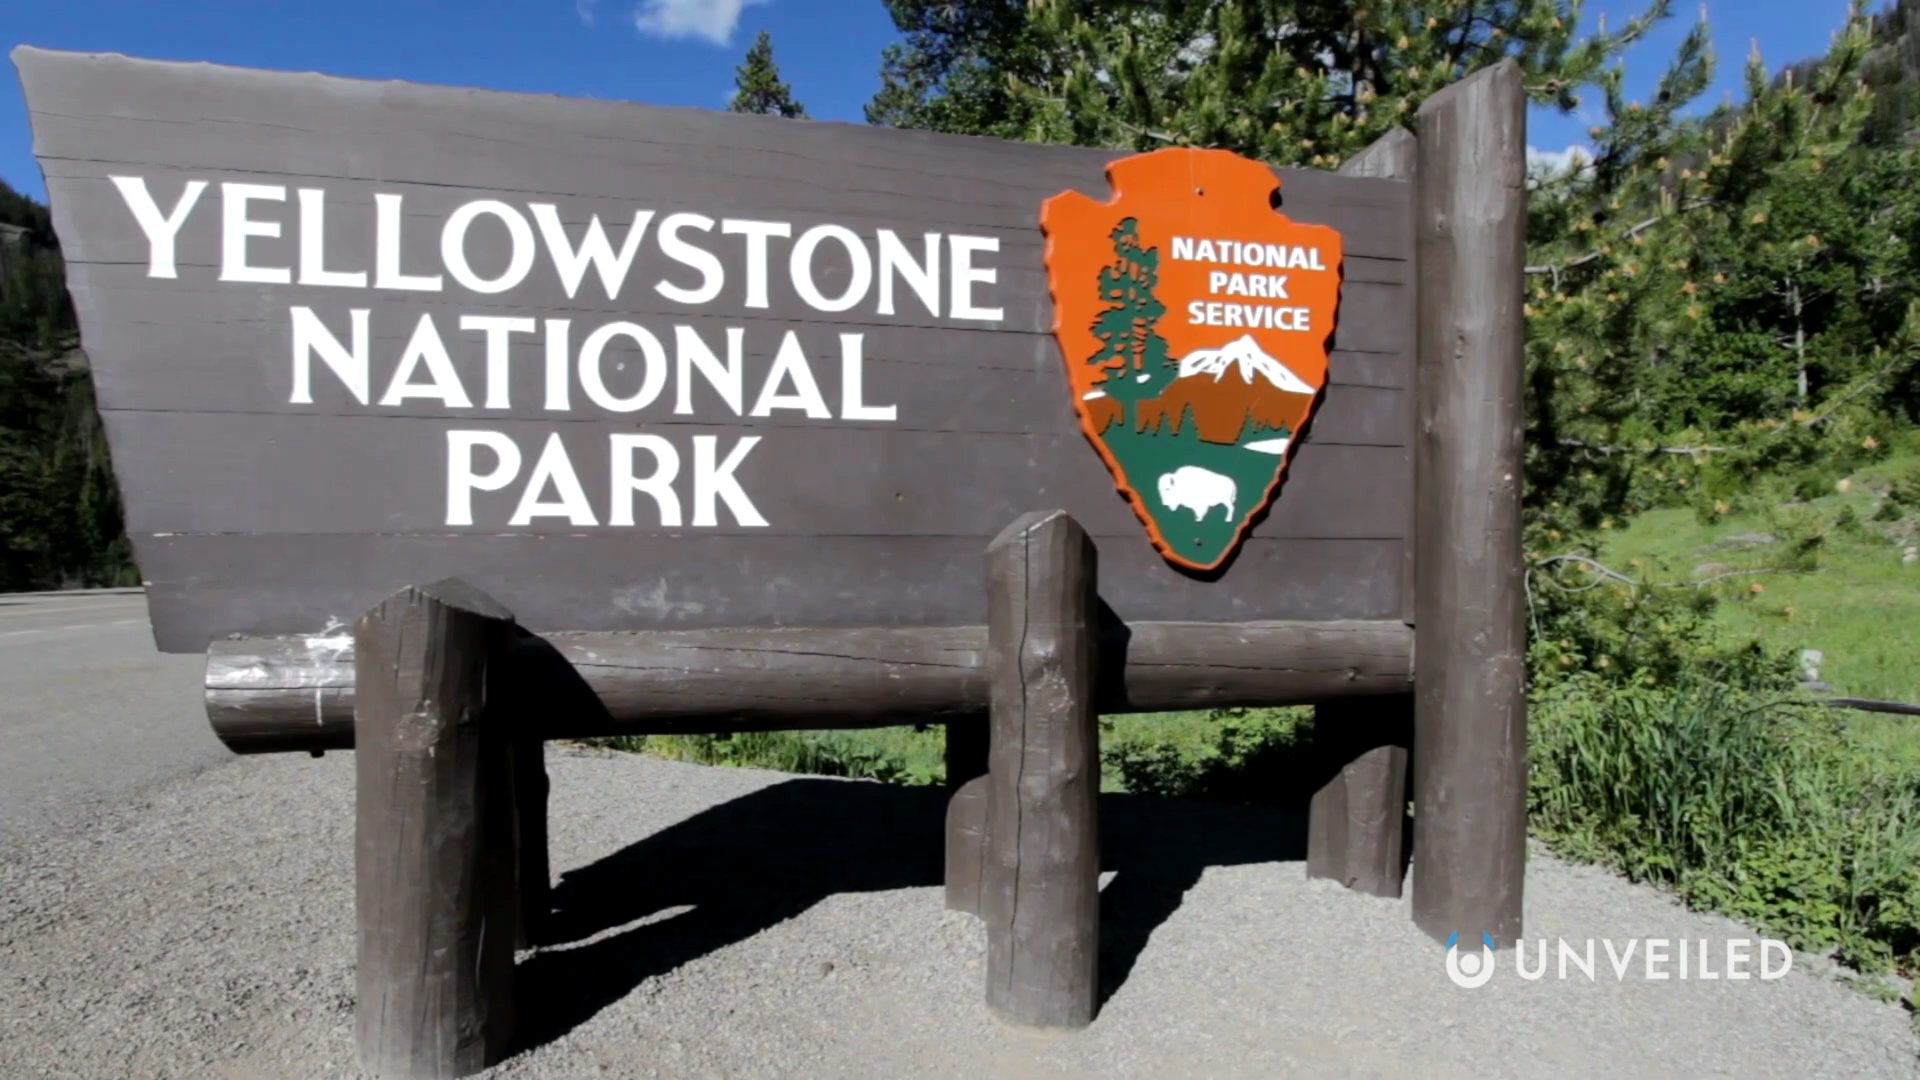 YELLOWSTONE
NATIONAL
PARK
NATIONAL
PARK
SERVICE
UNVEILED